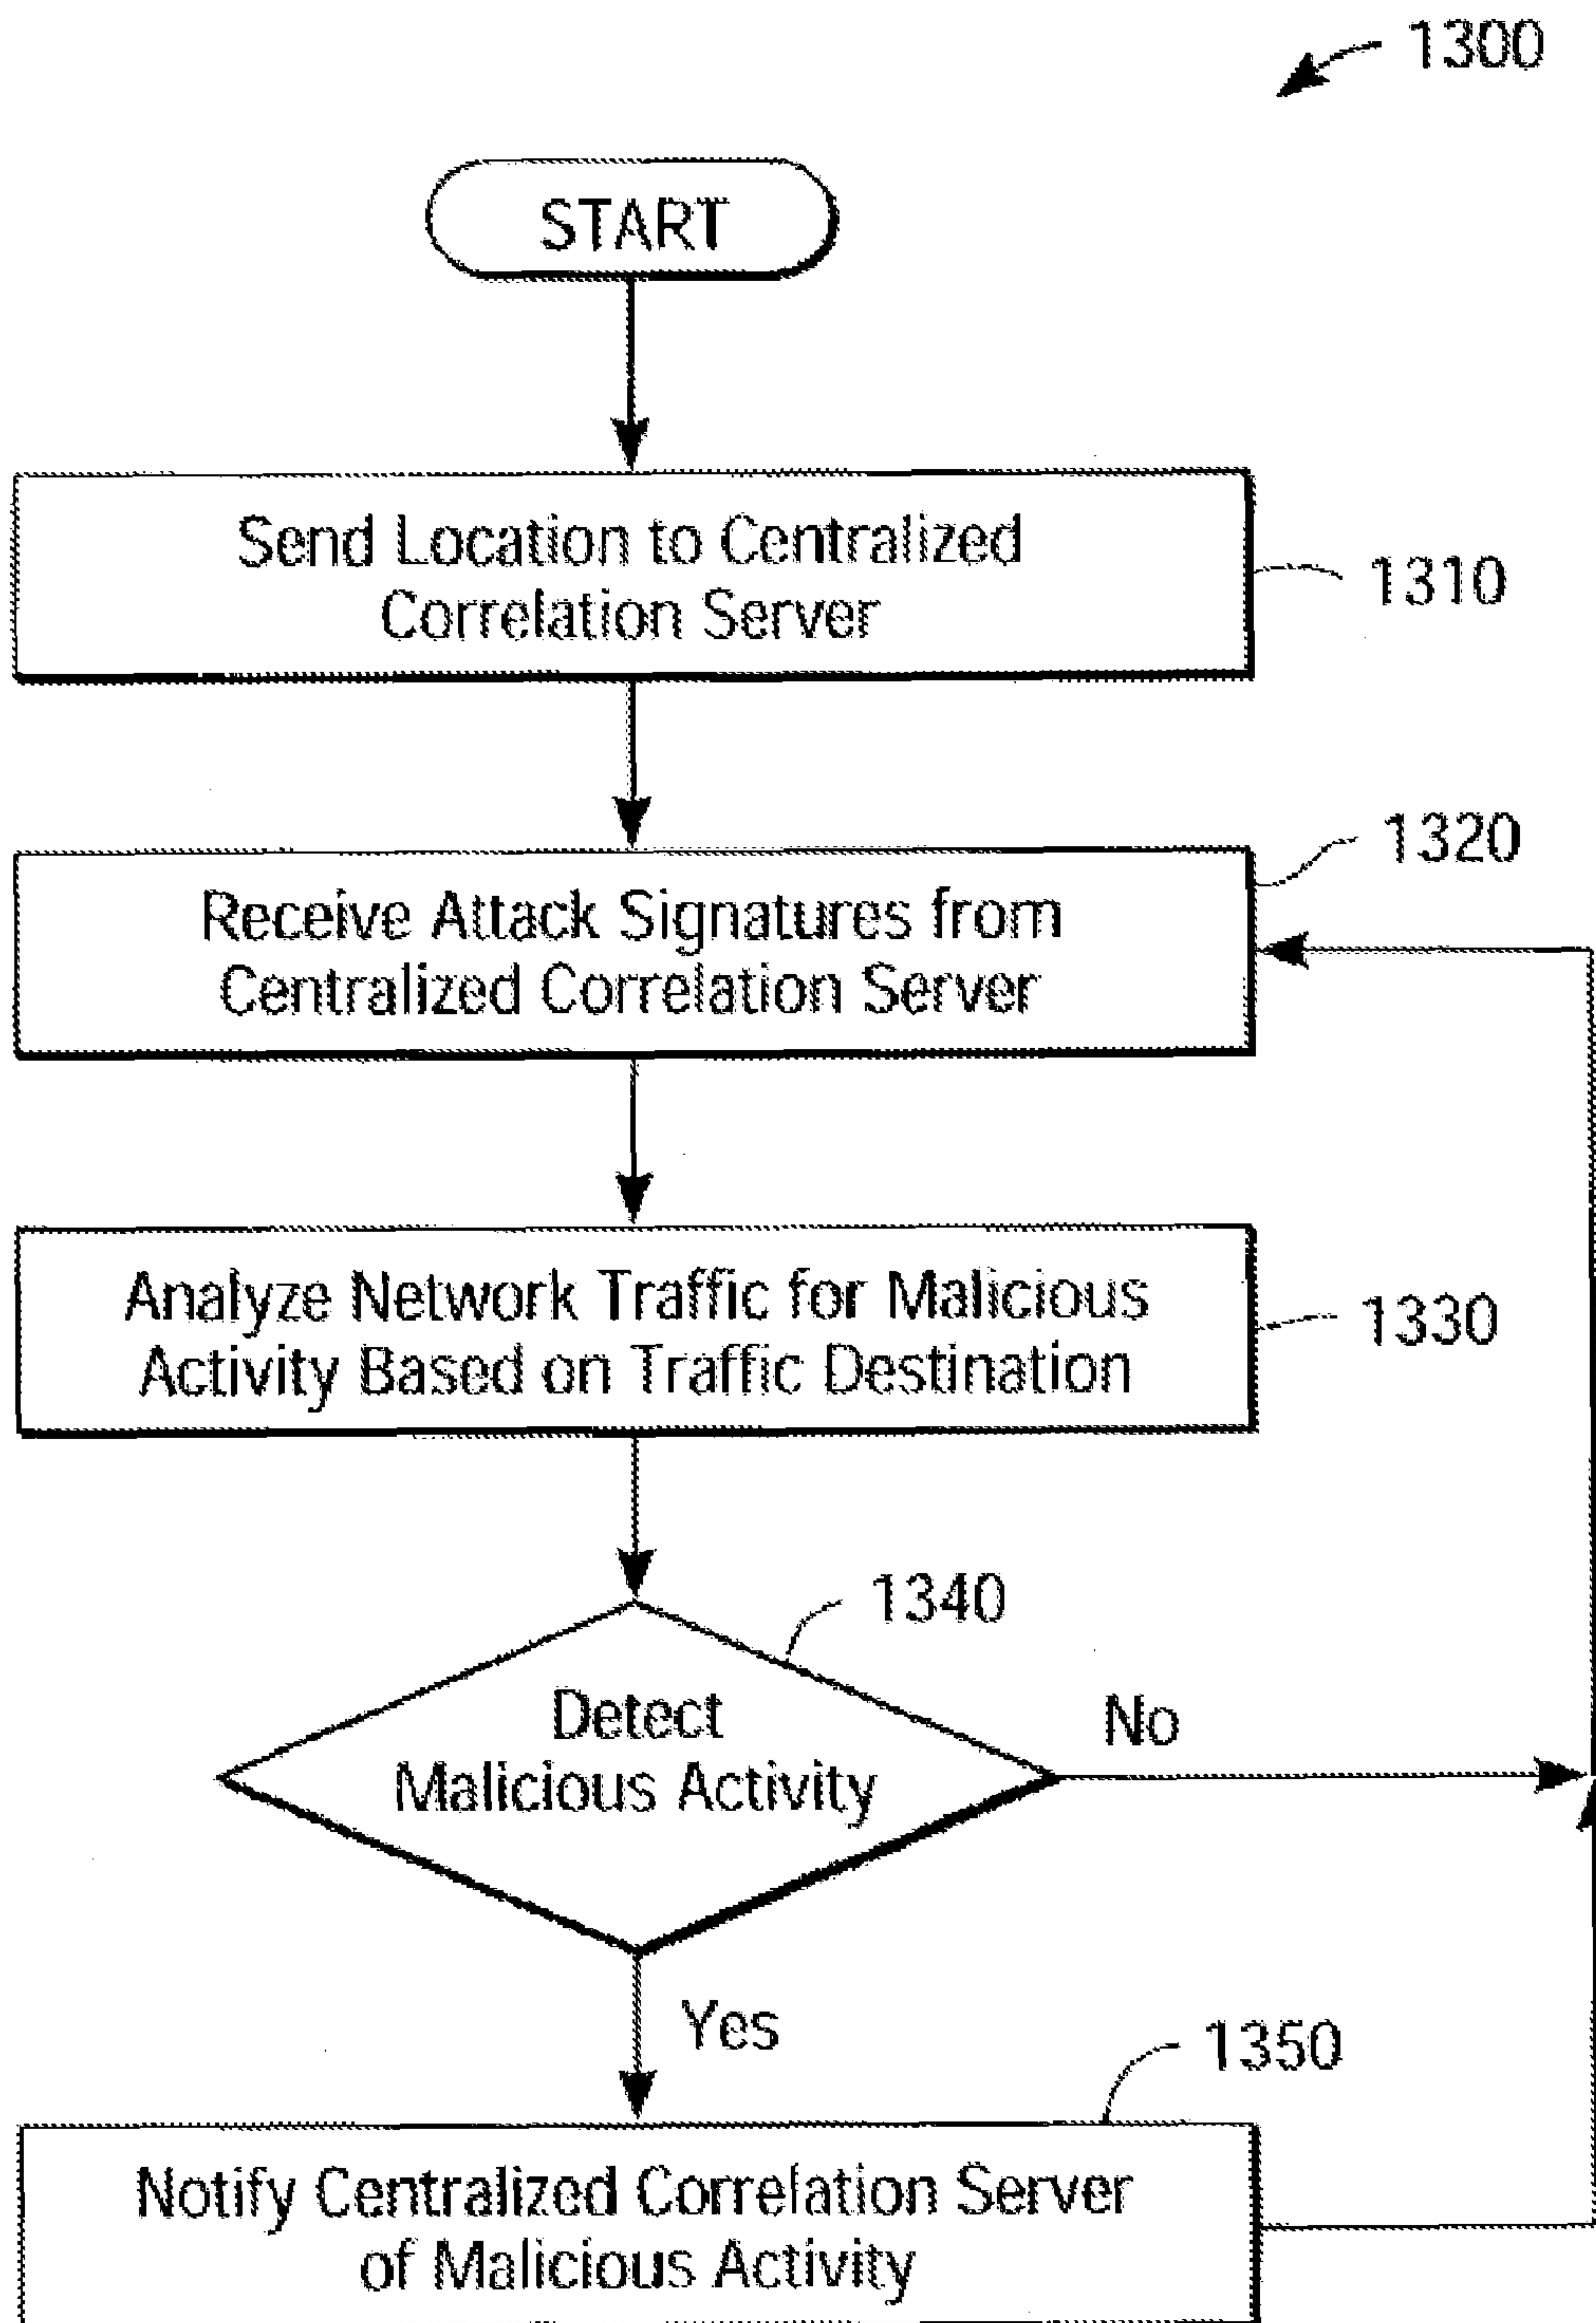 1300
START
Send Location to Centralized
Correlation Server
1310
1320
Receive Attack Signatures from
Centralized Correlation Server
Analyze Network Traffic for Malicious
Activity Based on Traffic Destination
1330
1340
Detect
Malicious Activity
No
Yes
1350
Notify Centralized Correlation Server
of Malicious Activity